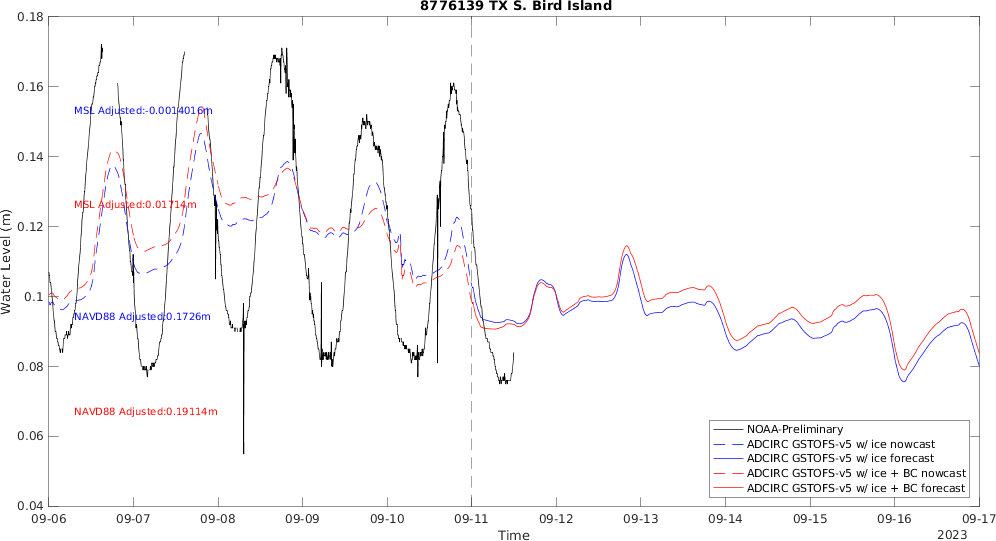 8776139 TX S. Bird Island
Water Level (m)
0.18
0.16
0.14
0.12
0.1
0.08
0.06
0.04
MSL Adjusted:-0.0014016m
MSL Adjusted:0.01714m
NAVD88 Adjusted:0.1726m
NAVD88 Adjusted:0.19114m
NOAA-Preliminary
ADCIRC GSTOFS-v5 w/ ice nowcast
ADCIRC GSTOFS-v5 w/ ice forecast
ADCIRC GSTOFS-v5 w/ ice + BC nowcast
ADCIRC GSTOFS-v5 w/ ice + BC forecast
09-06 09-07 09-08 09-09 09-10 09-11 09-12 09-13 09-14 09-15 09-16 09-17
Time
2023